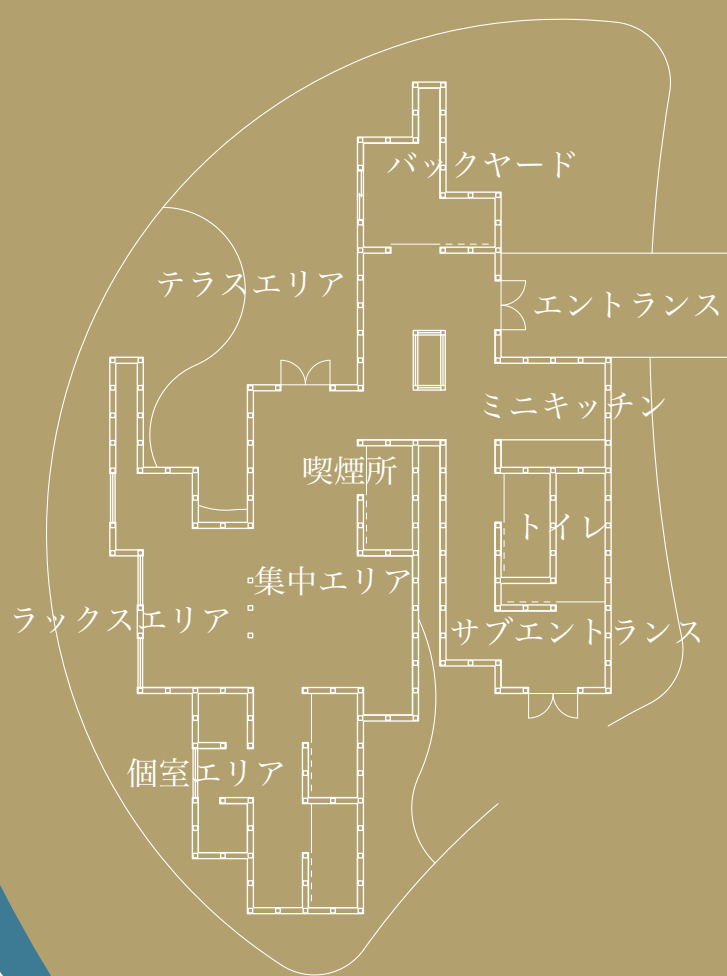 バックヤード
テラスエリア
エントランス
ミニキッチン
喫煙所
トイレ
集中エリア
ラックスエリア
サブエントランス
個室エリア